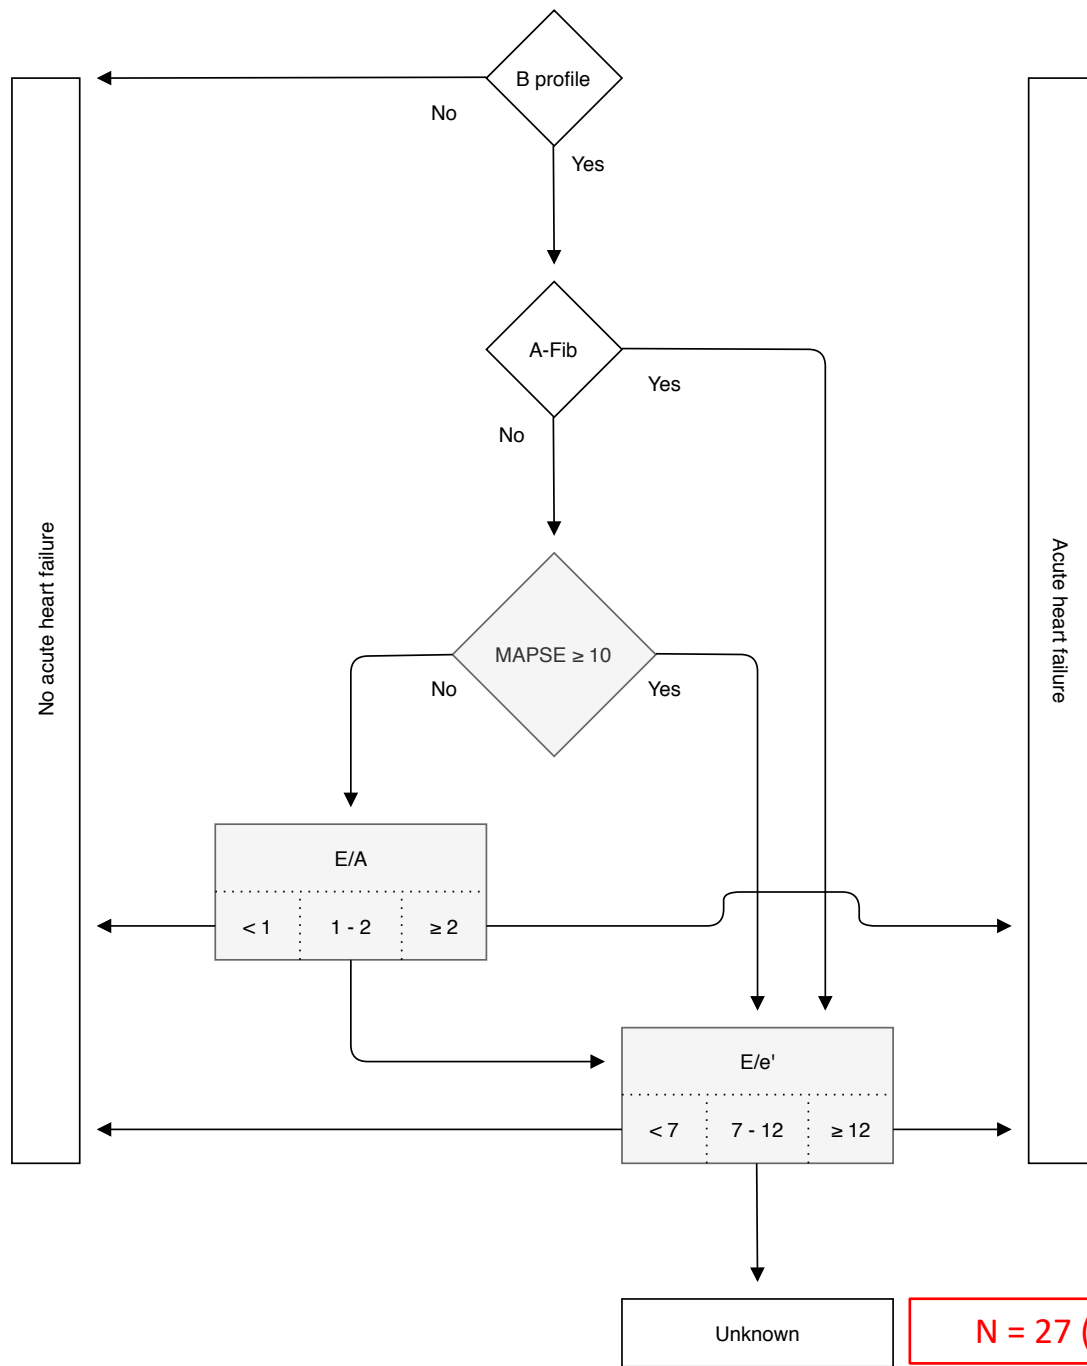 B profile
No
Yes
A-Fib
Yes
No
No acute heart failure
Acute heart failure
MAPSE ≥ 10
No
Yes
E/A
< 1
1 - 2
≥ 2
E/e'
< 7
7 - 12
≥ 12
Unknown
N = 27 (